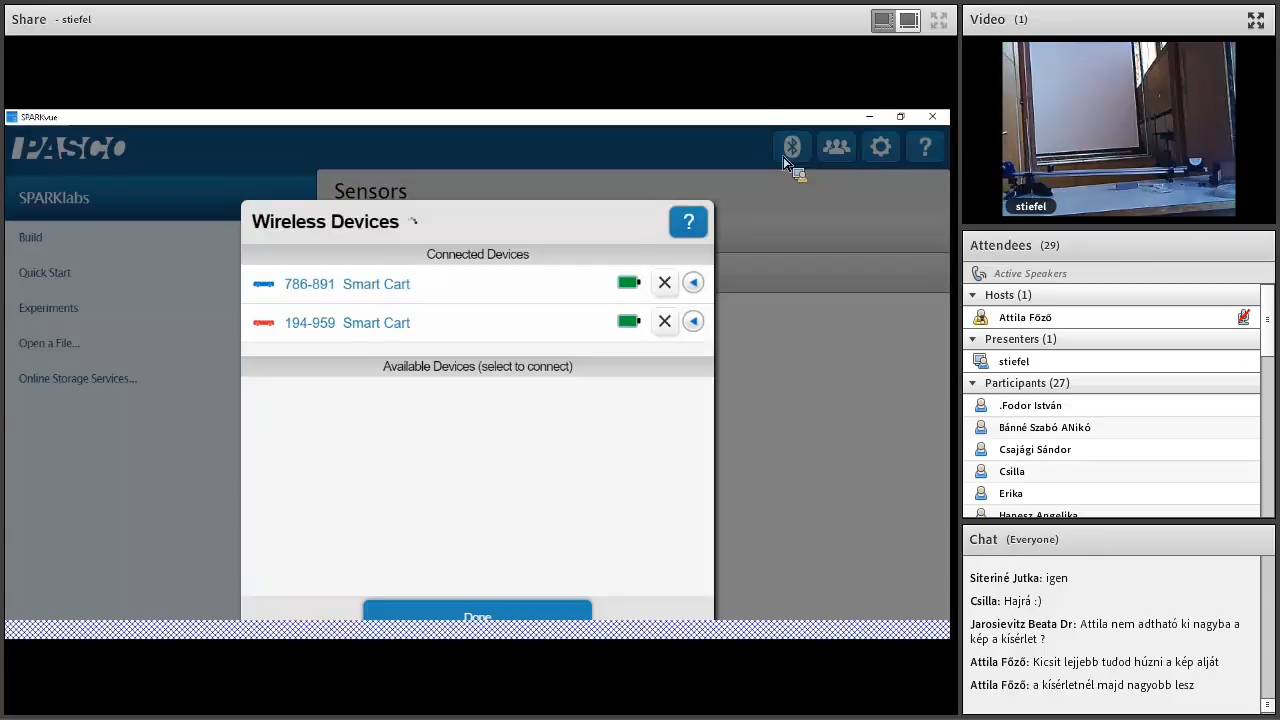 Share - stiefel
SPARKvue
PASCO
?
SPARKlabs
Build
Quick Start
Experiments
Open a File...
Online Storage Services...
Sensors
Wireless Devices
?
Connected Devices
786-891 Smart Cart
194-959 Smart Cart
Available Devices (select to connect)
Done
Video (1)
stiefel
Attendees (29)
Active Speakers
Hosts (1)
Attila Főző
Presenters (1)
stiefel
Participants (27)
.Fodor István
Bánné Szabó ANikó
Csajági Sándor
Csilla
Erika
Hanesz Angelika
Chat (Everyone)
Siteriné Jutka: igen
Csilla: Hajrá :)
Jarosievitz Beata Dr: Attila nem adtható ki nagyba a
kép a kísérlet ?
Attila Főző: Kicsit lejjebb tudod húzni a kép alját
Attila Főző: a kísérletnél majd nagyobb lesz